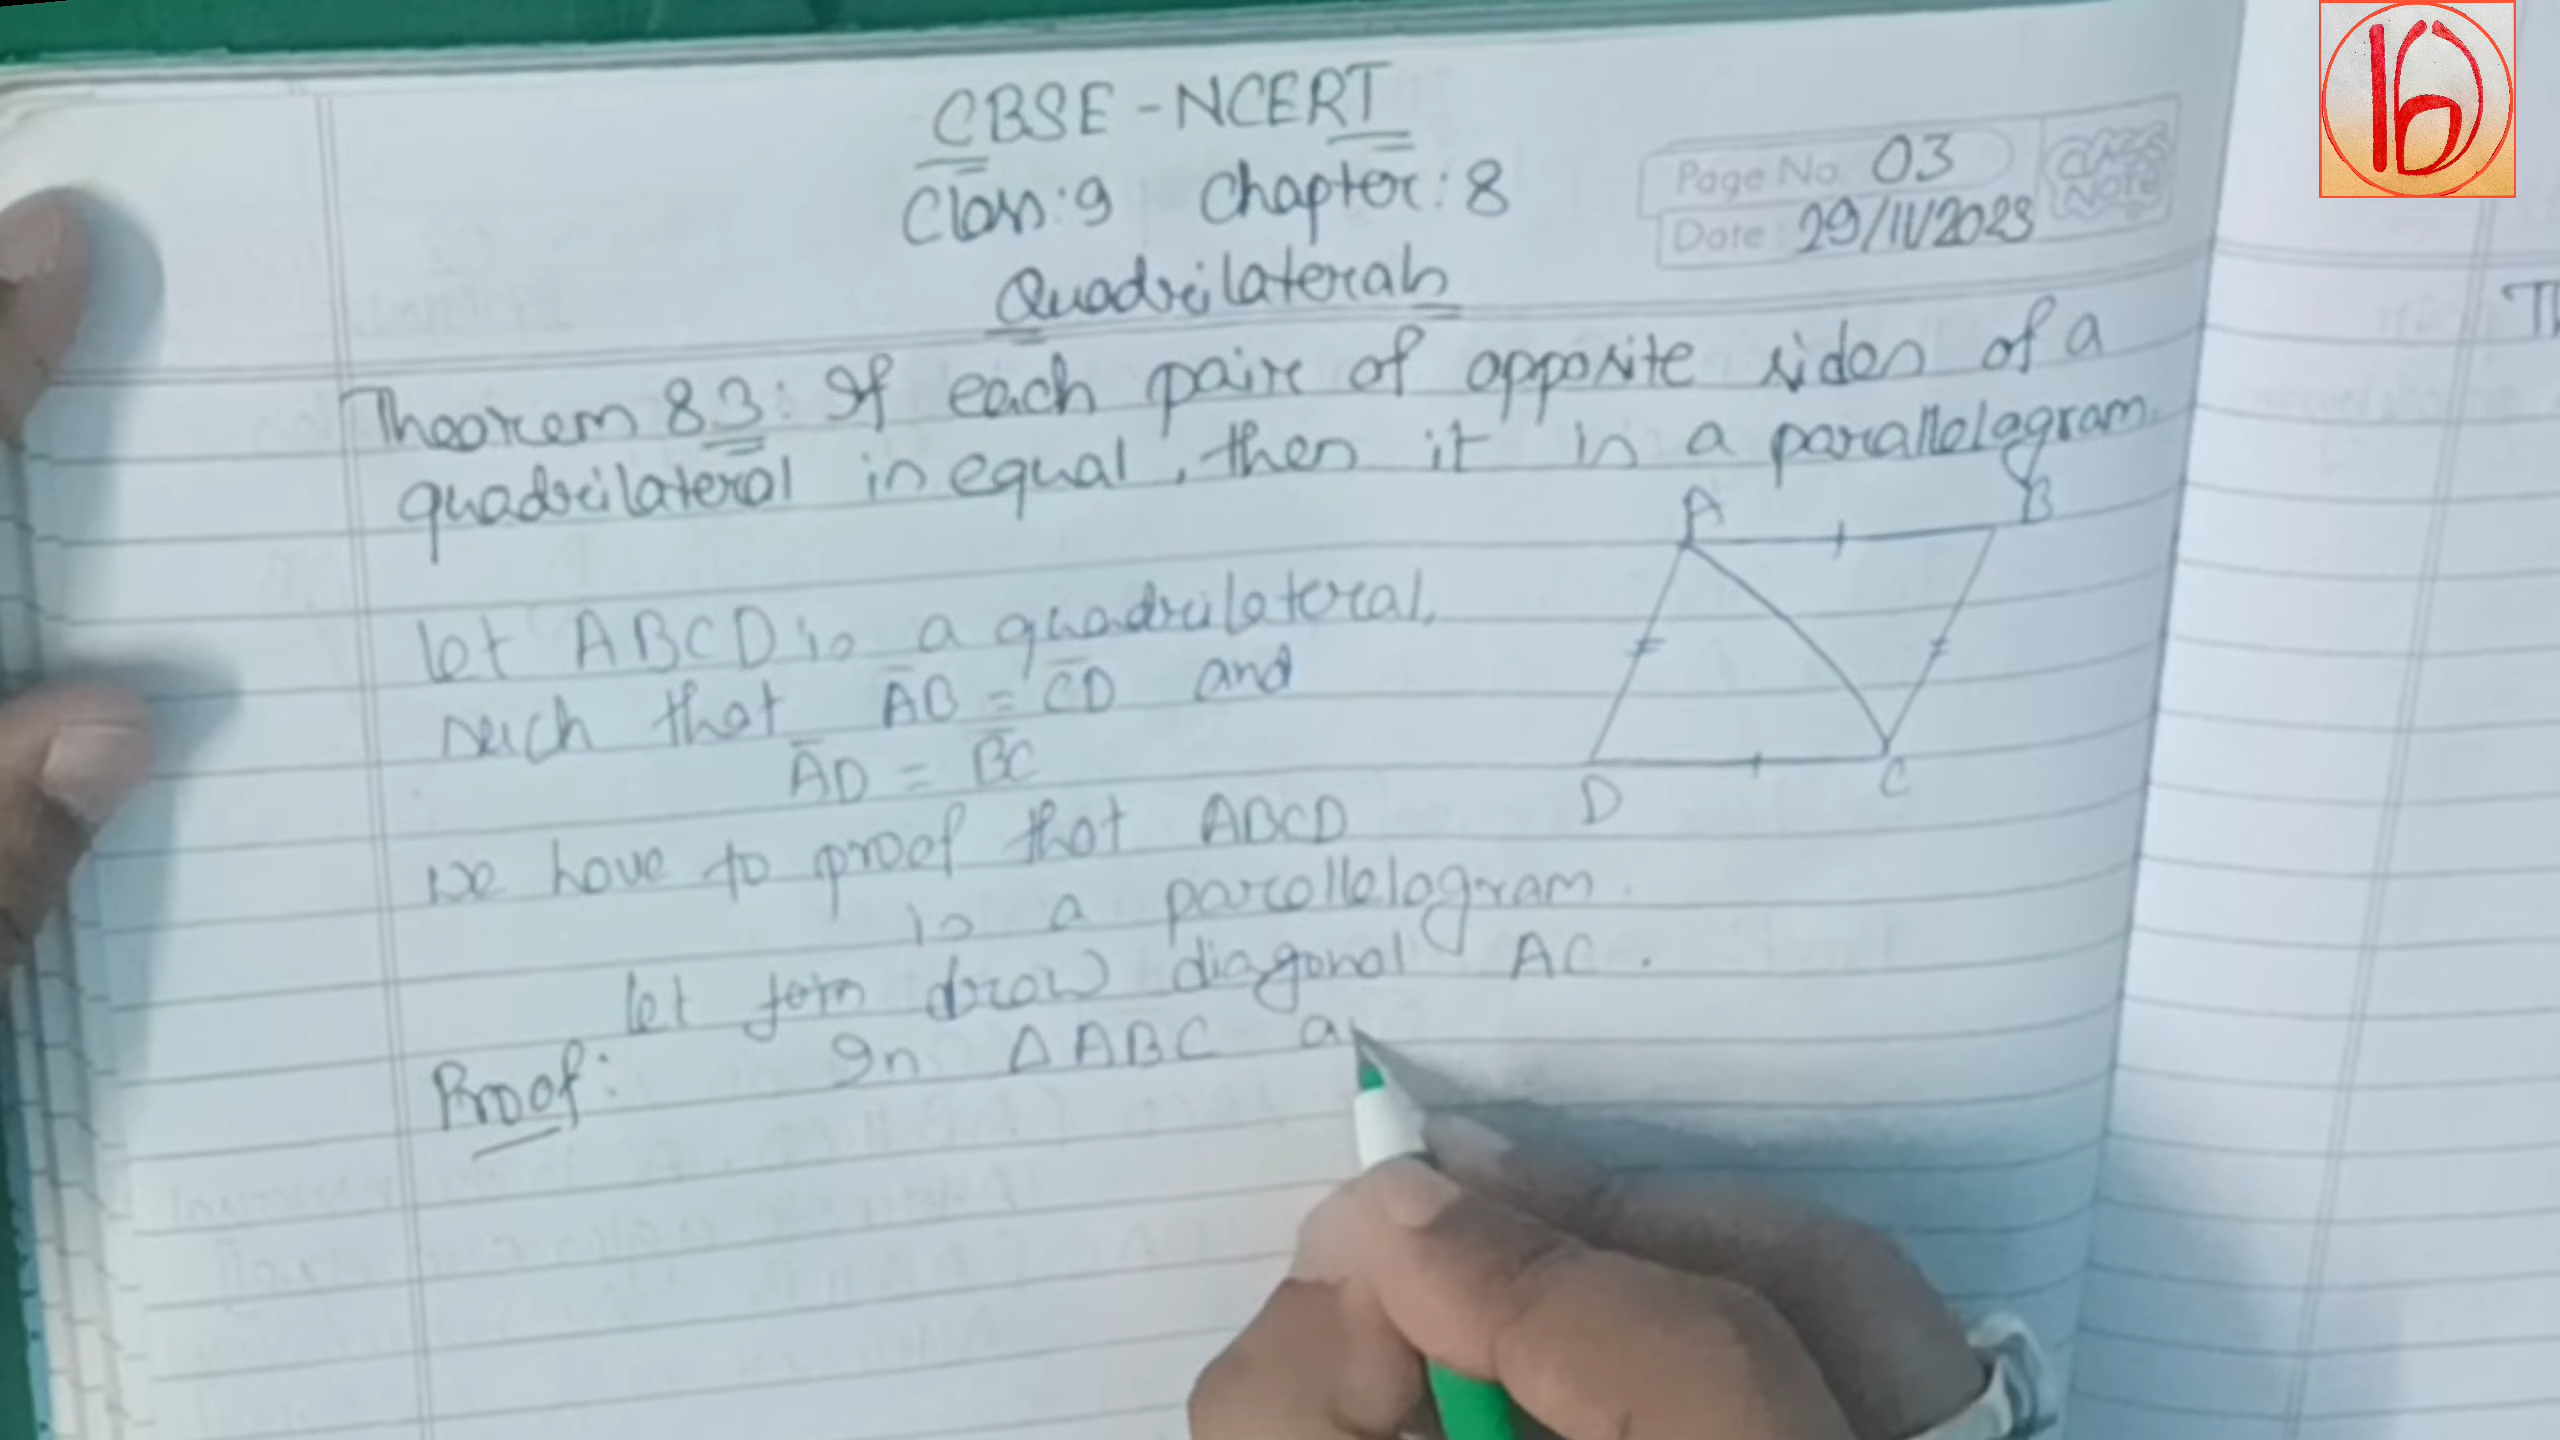 CBSE - NCERT
Class: 9 Chapter: 8
Page No. 03
Date: 29/11/2023
CLASS NOTE
Quadrilaterals
Theorem 8.3: If each pair of opposite sides of a
quadrilateral is equal, then it is a parallelogram.
A B
D C
let ABCD is a quadrilateral,
such that AB = CD and
AD = BC
we have to proof that ABCD
is a parallelogram.
let join draw diagonal AC.
Proof: In ΔABC a